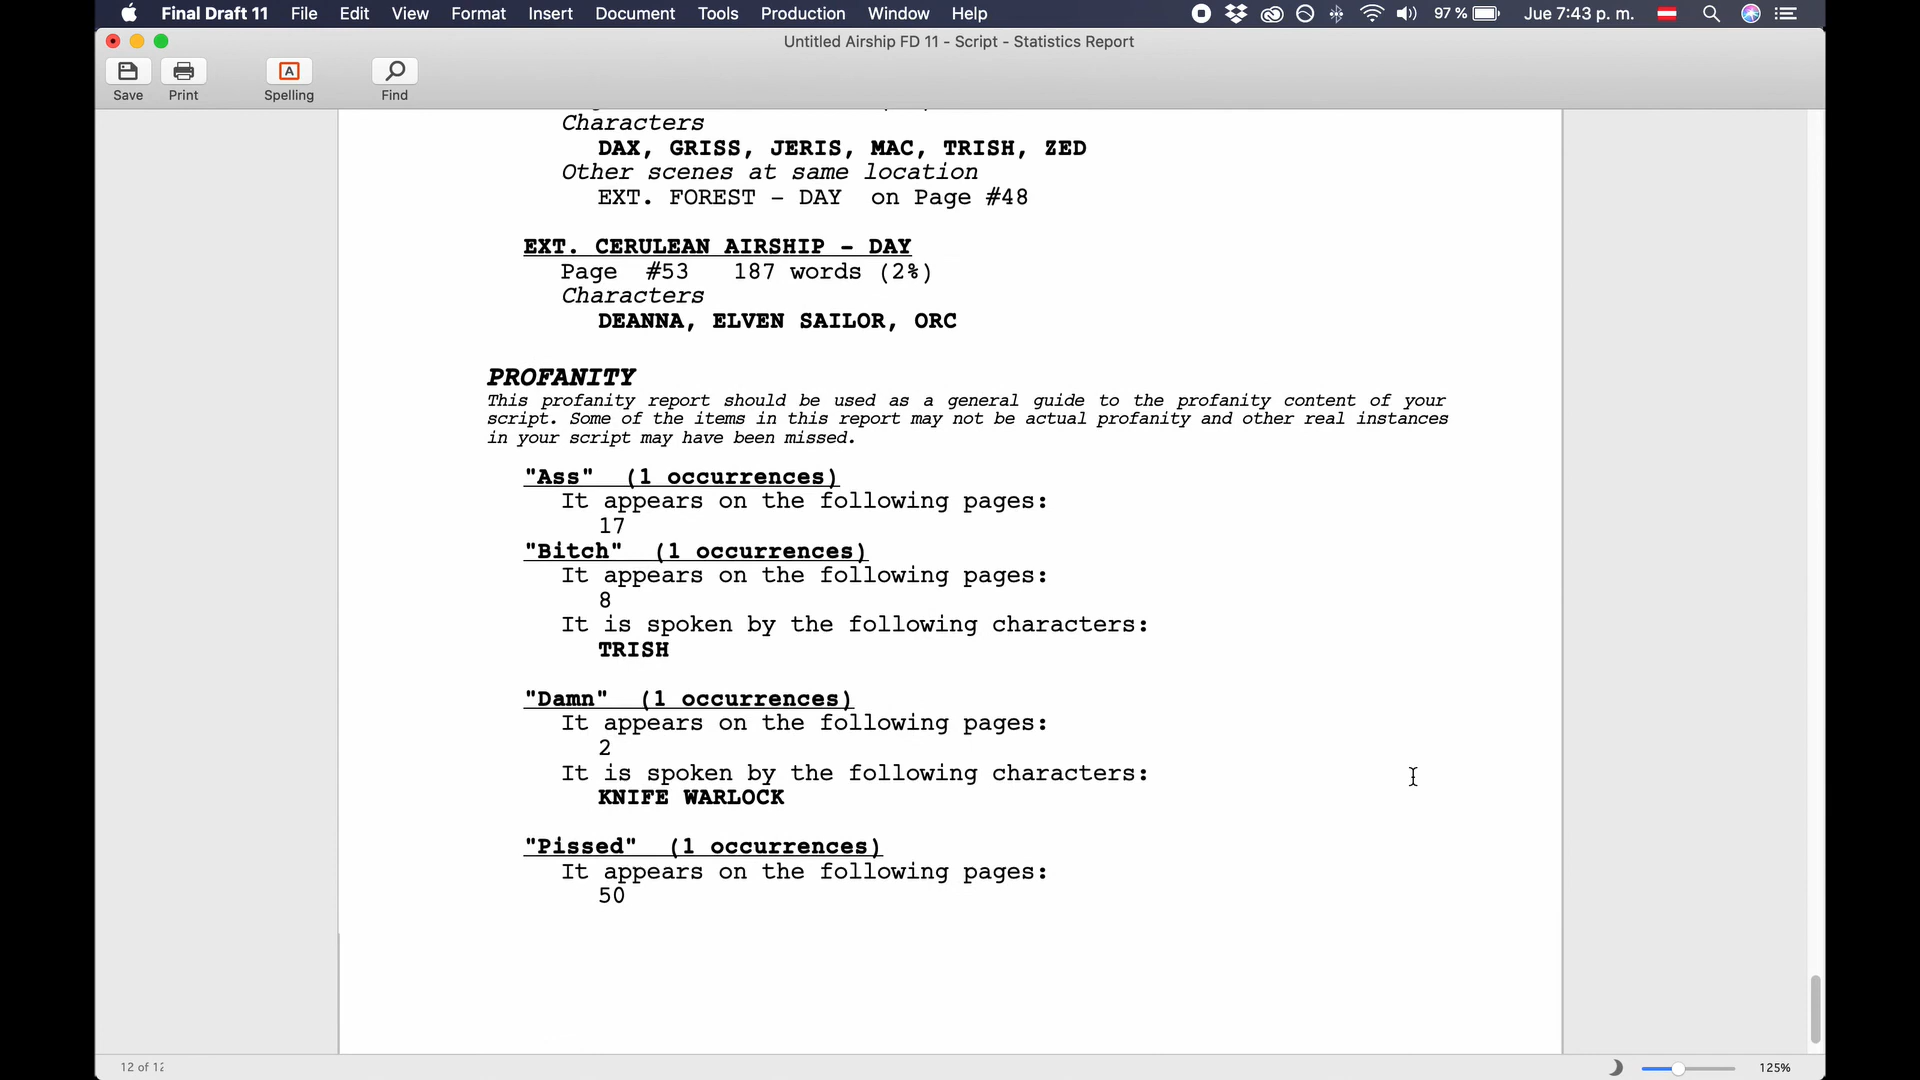 Final Draft 11 File Edit View Format Insert Document Tools Production Window Help 97 % Jue 7:43 p. m.
Untitled Airship FD 11 - Script - Statistics Report
Save Print Spelling Find
Characters
DAX, GRISS, JERIS, MAC, TRISH, ZED
Other scenes at same location
EXT. FOREST - DAY on Page #48
EXT. CERULEAN AIRSHIP - DAY
Page #53 187 words (2%)
Characters
DEANNA, ELVEN SAILOR, ORC
PROFANITY
This profanity report should be used as a general guide to the profanity content of your
script. Some of the items in this report may not be actual profanity and other real instances
in your script may have been missed.
"Ass" (1 occurrences)
It appears on the following pages:
17
"Bitch" (1 occurrences)
It appears on the following pages:
8
It is spoken by the following characters:
TRISH
"Damn" (1 occurrences)
It appears on the following pages:
2
It is spoken by the following characters:
KNIFE WARLOCK
"Pissed" (1 occurrences)
It appears on the following pages:
50
12 of 12
125%